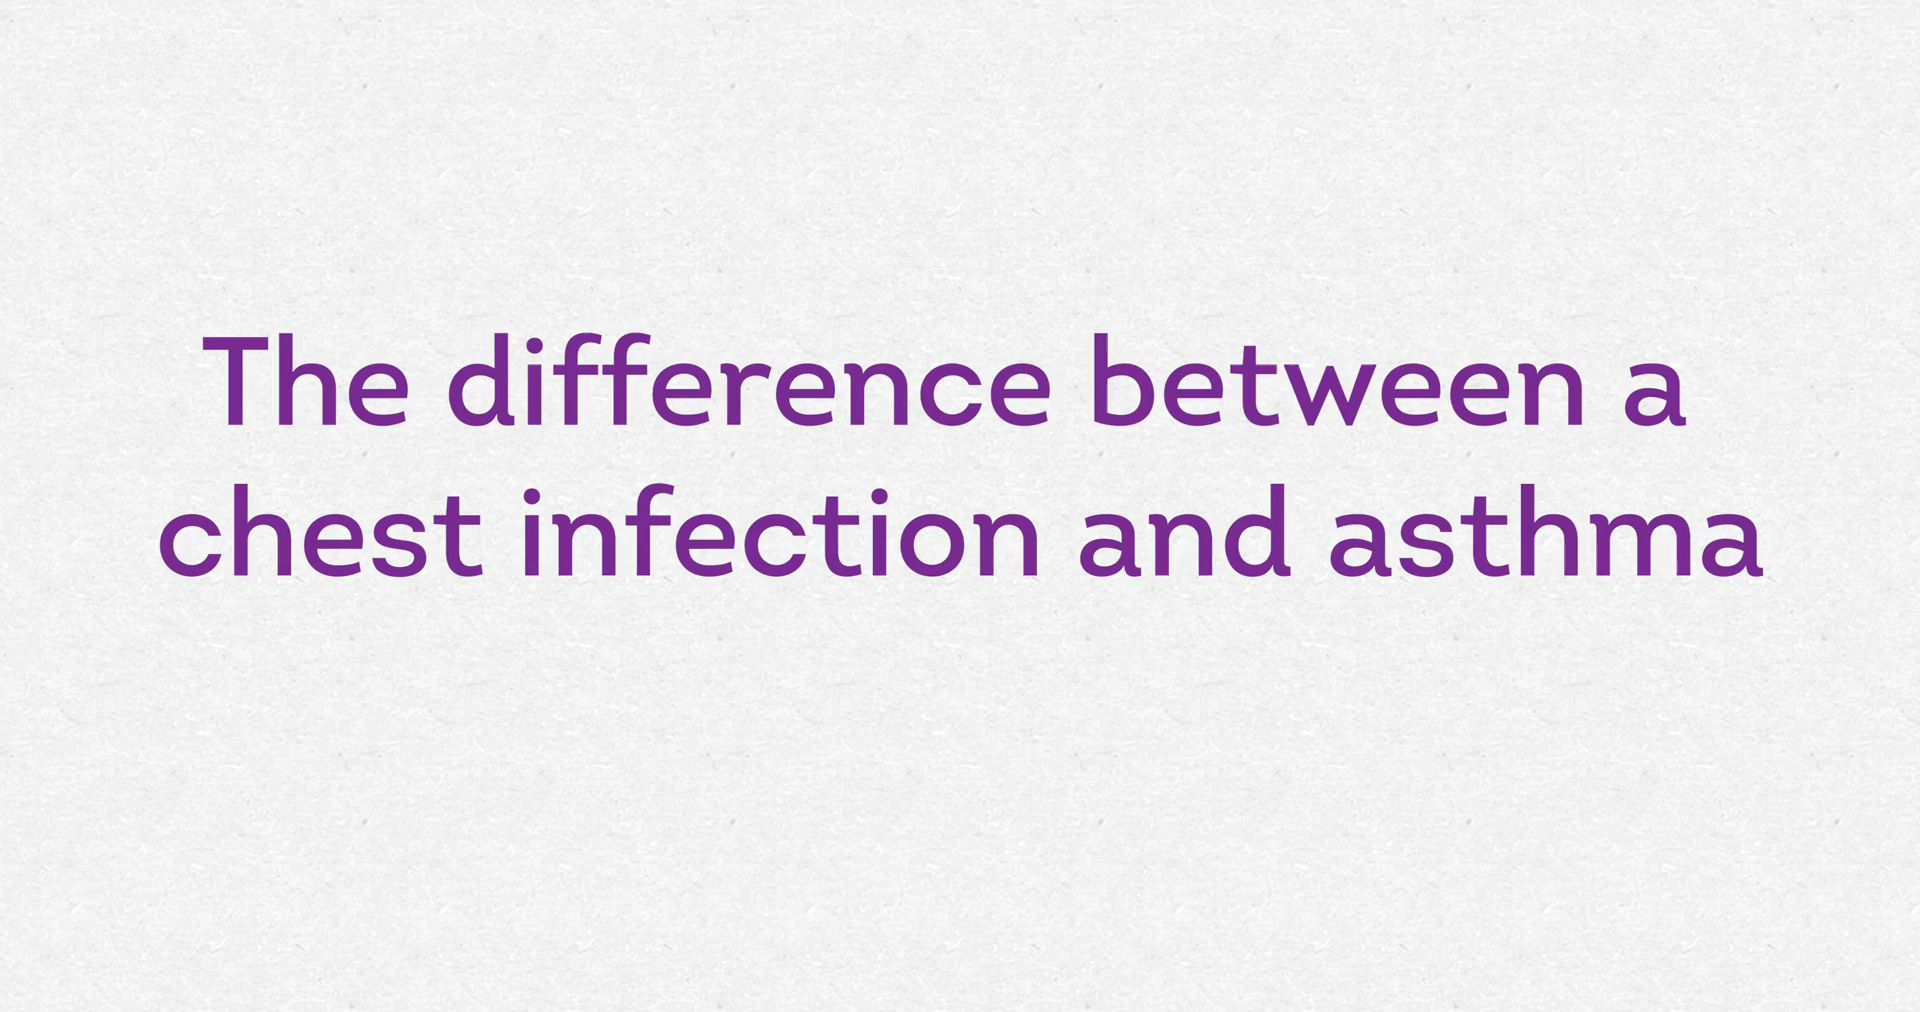 The difference between a
chest infection and asthma